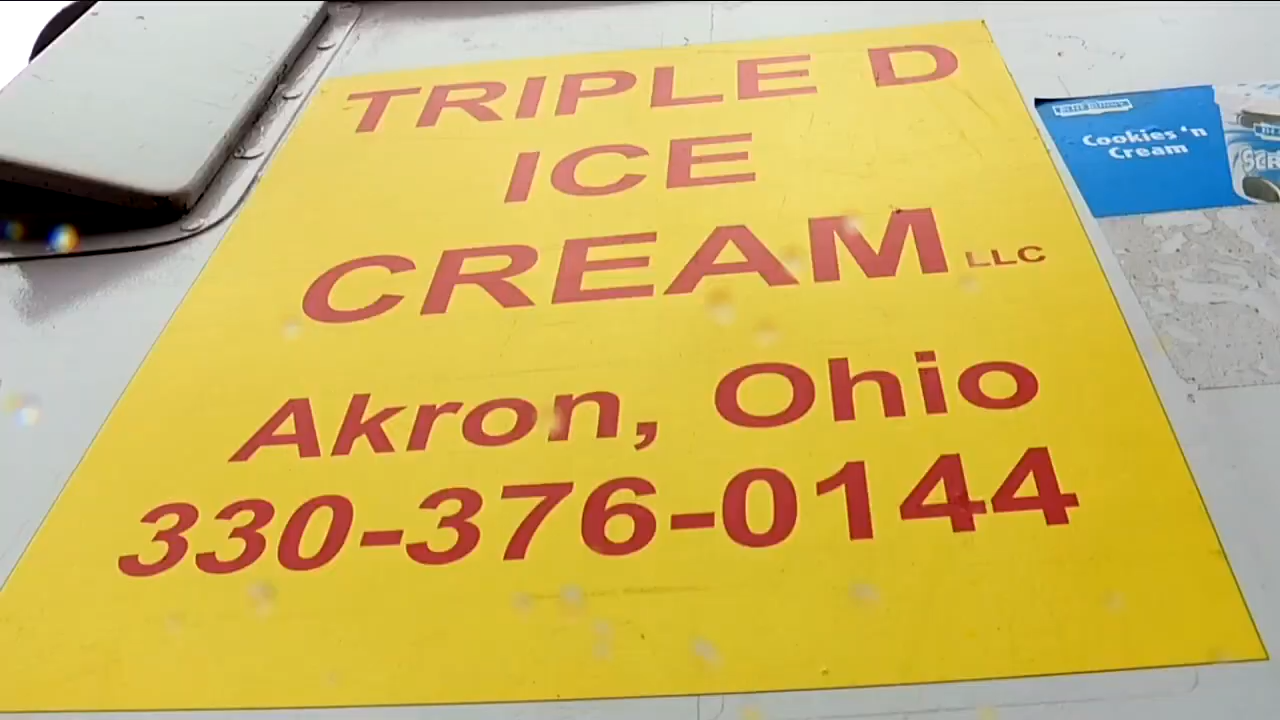 TRIPLE D
ICE
CREAM LLC
Akron, Ohio
330-376-0144
Cookies 'n
Cream